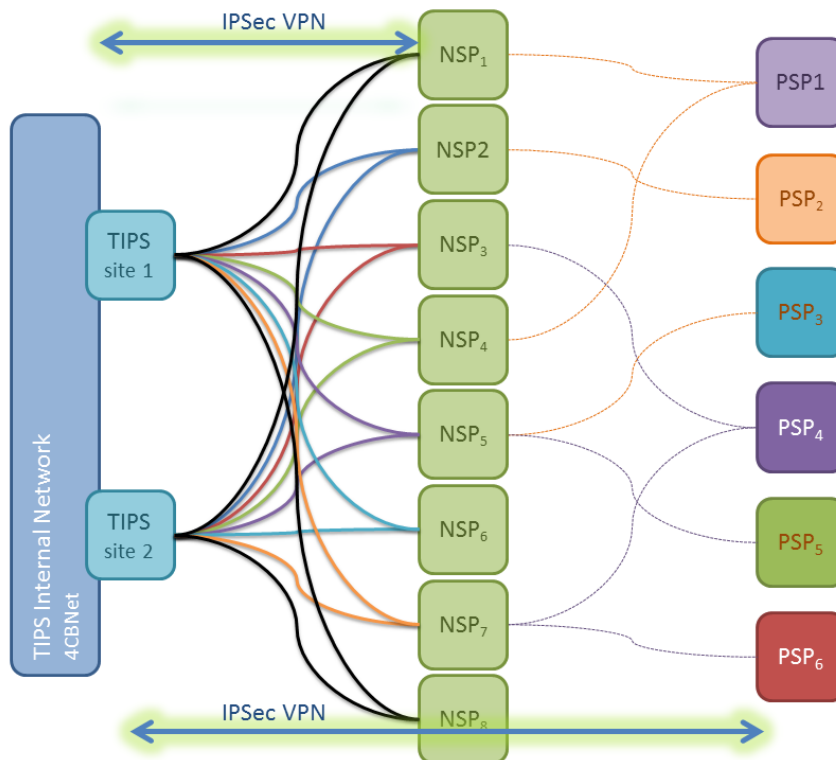 IPSec VPN
TIPS Internal Network
4CBNet
TIPS
site 1
TIPS
site 2
NSP₁
NSP2
NSP₃
NSP₄
NSP₅
NSP₆
NSP₇
NSP₈
PSP1
PSP₂
PSP₃
PSP₄
PSP₅
PSP₆
IPSec VPN